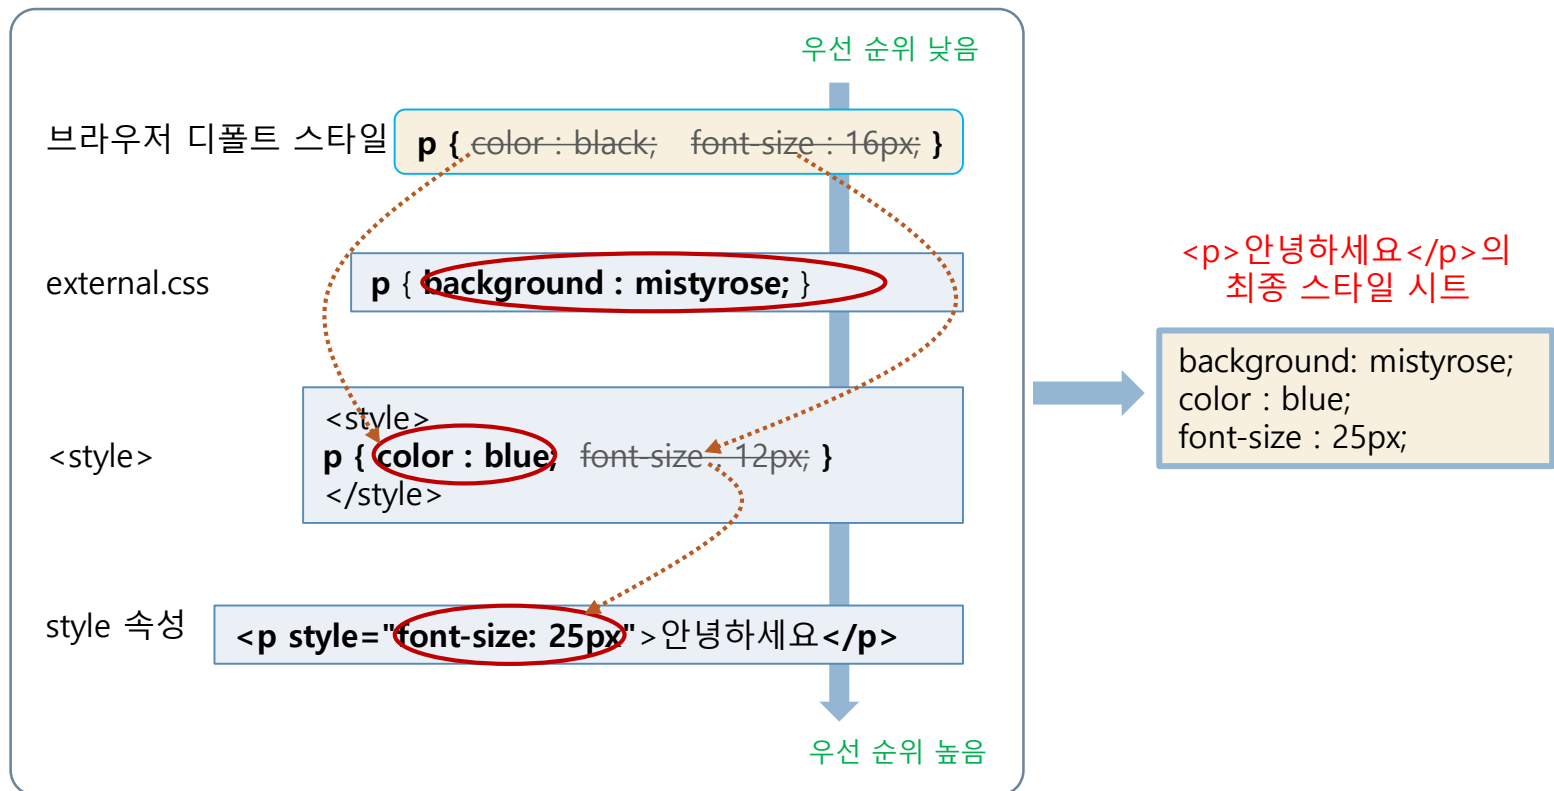 우선 순위 낮음
브라우저 디폴트 스타일
p { color : black; font-size : 16px; }
external.css
p { background : mistyrose; }
<style>
<style>
p { color : blue; font-size : 12px; }
</style>
style 속성
<p style="font-size: 25px">안녕하세요</p>
우선 순위 높음
<p>안녕하세요</p>의
최종 스타일 시트
background: mistyrose;
color : blue;
font-size : 25px;